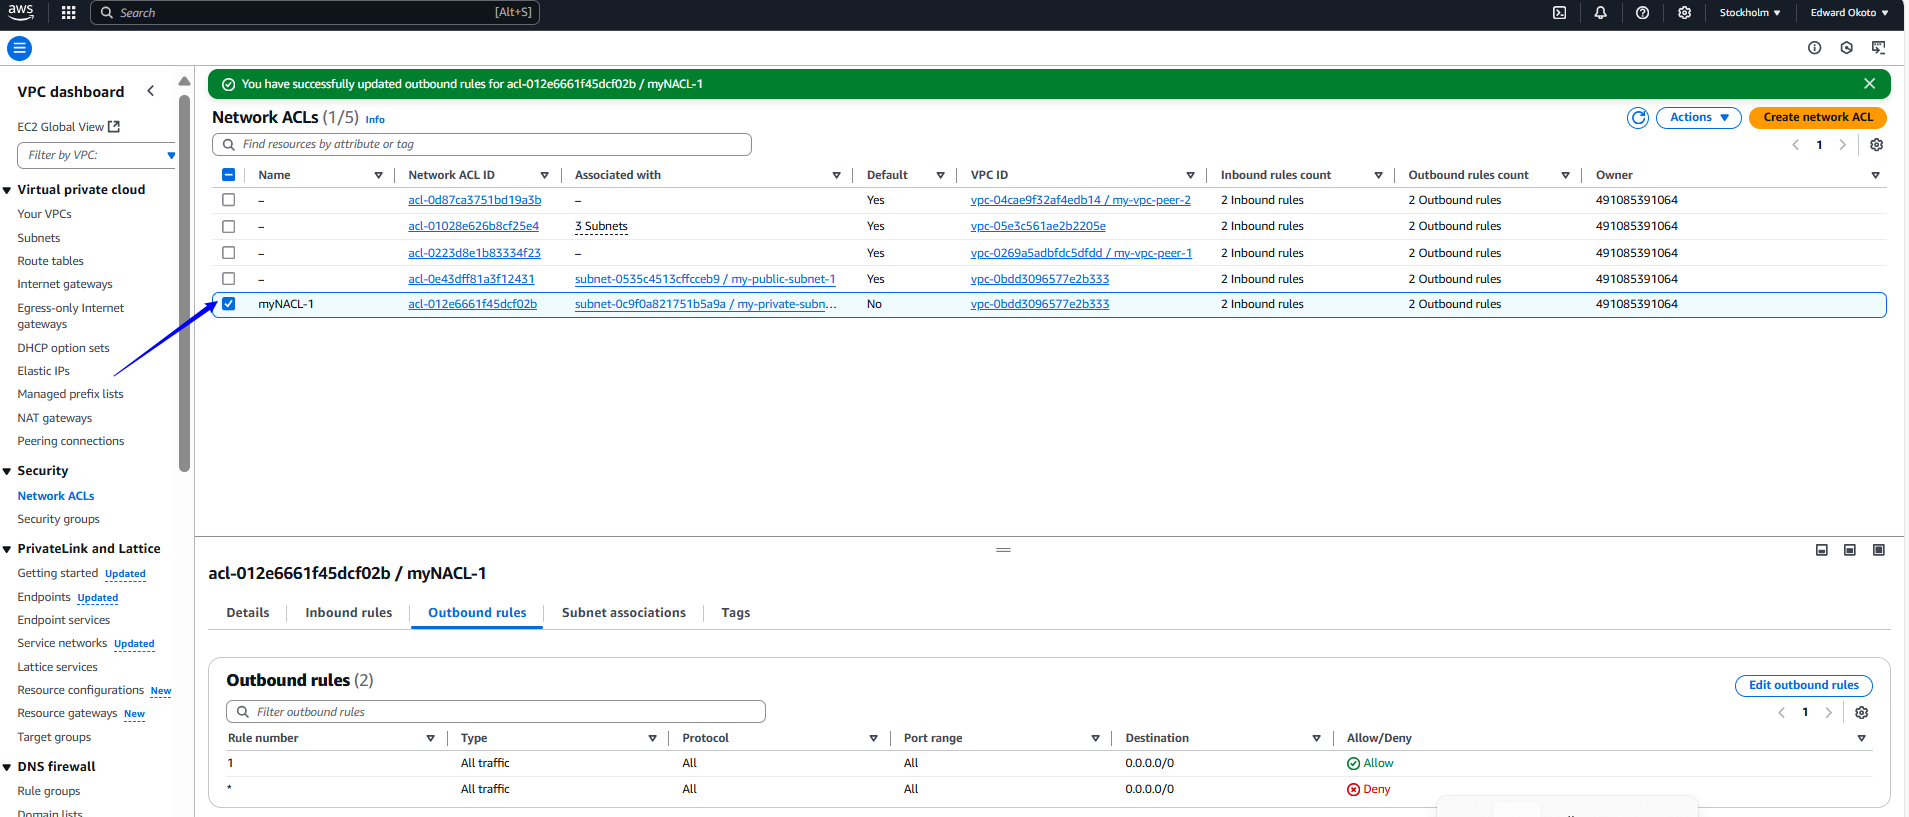 aws Search [Alt+S] Stockholm Edward Okoto
VPC dashboard
EC2 Global View
Filter by VPC:
Virtual private cloud
Your VPCs
Subnets
Route tables
Internet gateways
Egress-only Internet
gateways
DHCP option sets
Elastic IPs
Managed prefix lists
NAT gateways
Peering connections
Security
Network ACLs
Security groups
PrivateLink and Lattice
Getting started Updated
Endpoints Updated
Endpoint services
Service networks Updated
Lattice services
Resource configurations New
Resource gateways New
Target groups
DNS firewall
Rule groups
Domain lists
You have successfully updated outbound rules for acl-012e6661f45dcf02b / myNACL-1
Network ACLs (1/5) Info
Actions Create network ACL
Find resources by attribute or tag
1
Name Network ACL ID Associated with Default VPC ID Inbound rules count Outbound rules count Owner
– acl-0d87ca3751bd19a3b – Yes vpc-04cae9f32af4edb14 / my-vpc-peer-2 2 Inbound rules 2 Outbound rules 491085391064
– acl-01028e626b8cf25e4 3 Subnets Yes vpc-05e3c561ae2b2205e 2 Inbound rules 2 Outbound rules 491085391064
– acl-0223d8e1b83334f23 – Yes vpc-0269a5adbfdc5dfdd / my-vpc-peer-1 2 Inbound rules 2 Outbound rules 491085391064
– acl-0e43dff81a3f12431 subnet-0535c4513cffcceb9 / my-public-subnet-1 Yes vpc-0bdd3096577e2b333 2 Inbound rules 2 Outbound rules 491085391064
myNACL-1 acl-012e6661f45dcf02b subnet-0c9f0a821751b5a9a / my-private-subn... No vpc-0bdd3096577e2b333 2 Inbound rules 2 Outbound rules 491085391064
acl-012e6661f45dcf02b / myNACL-1
Details Inbound rules Outbound rules Subnet associations Tags
Outbound rules (2)
Edit outbound rules
Filter outbound rules
1
Rule number Type Protocol Port range Destination Allow/Deny
1 All traffic All All 0.0.0.0/0 Allow
* All traffic All All 0.0.0.0/0 Deny